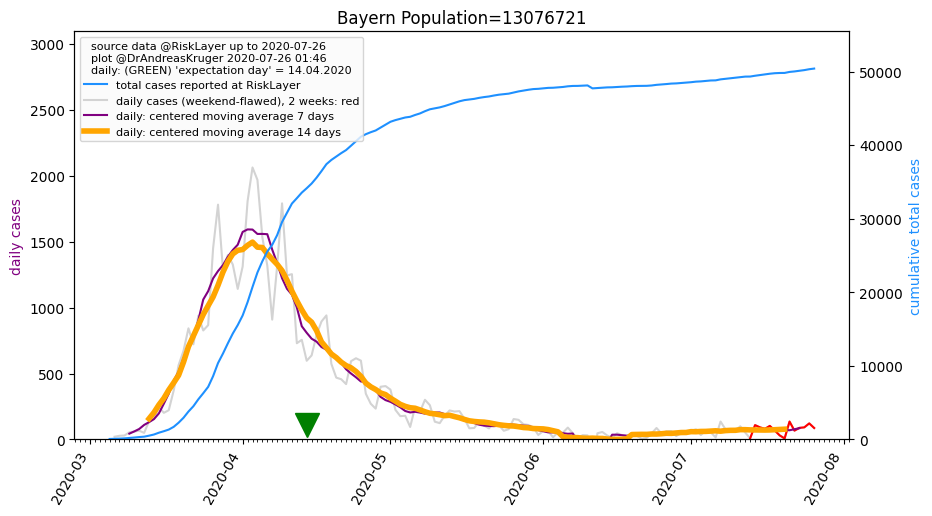 Bayern Population=13076721
source data @RiskLayer up to 2020-07-26
plot @DrAndreasKruger 2020-07-26 01:46
daily: (GREEN) 'expectation day' = 14.04.2020
total cases reported at RiskLayer
daily cases (weekend-flawed), 2 weeks: red
daily: centered moving average 7 days
daily: centered moving average 14 days
daily cases
3000
2500
2000
1500
1000
500
0
50000
40000
30000
20000
10000
0
cumulative total cases
2020-03
2020-04
2020-05
2020-06
2020-07
2020-08